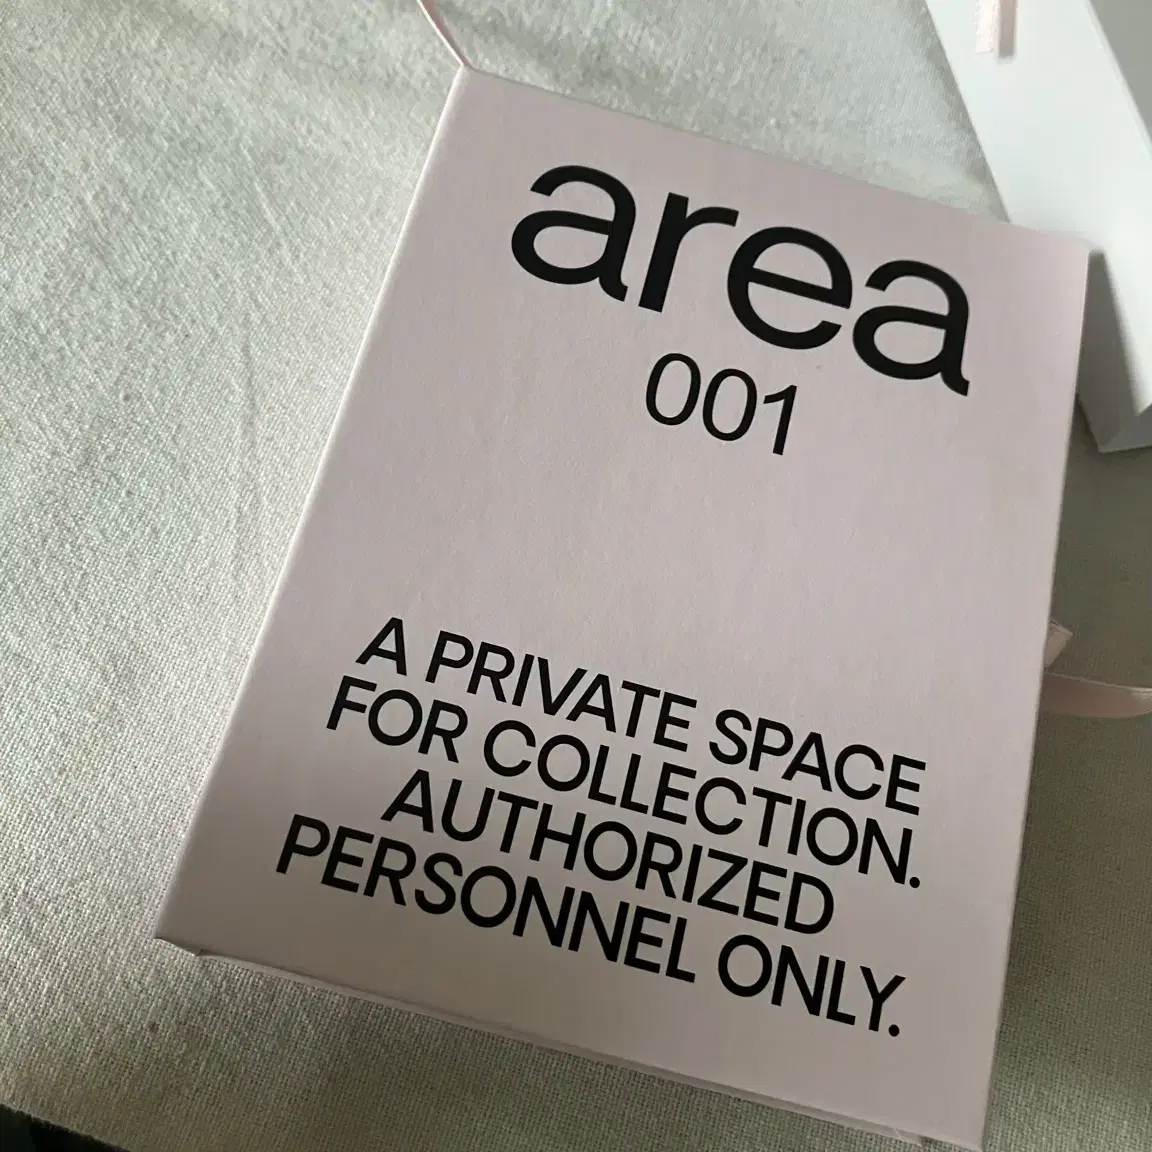 area
001
A PRIVATE SPACE
FOR COLLECTION.
AUTHORIZED
PERSONNEL ONLY.